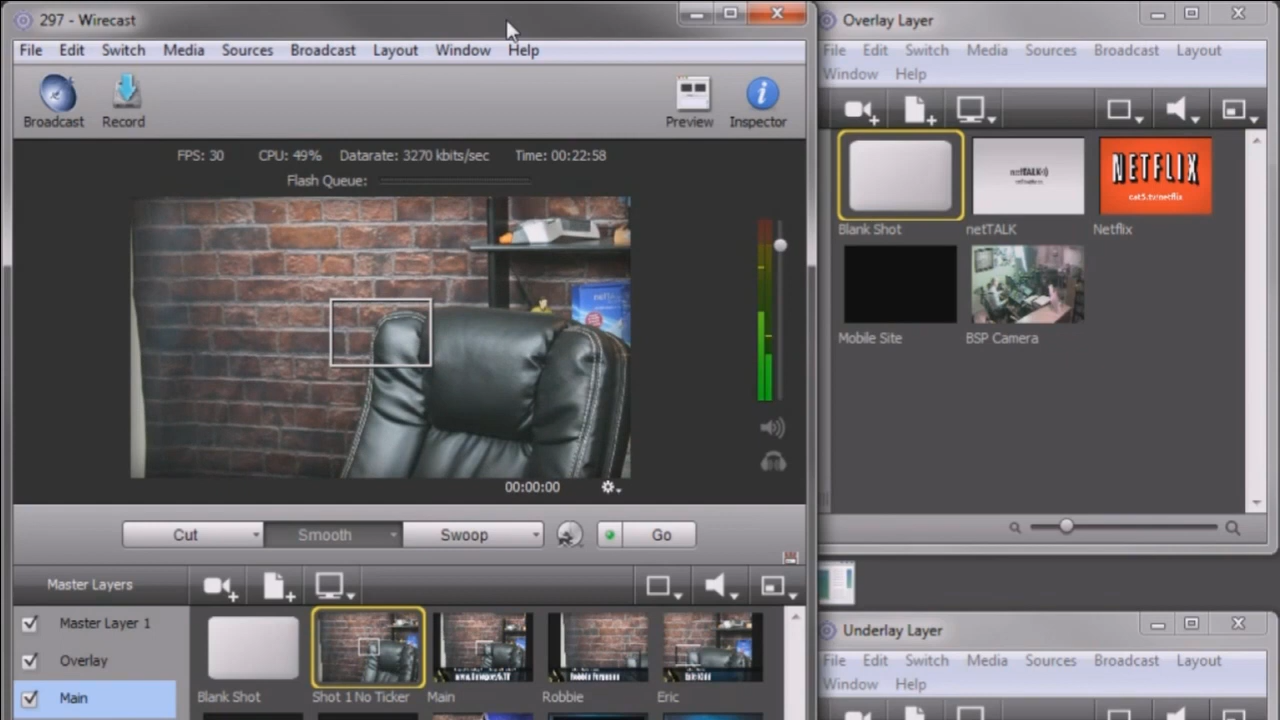 297 - Wirecast
File Edit Switch Media Sources Broadcast Layout Window Help
Broadcast Record Preview Inspector
FPS: 30 CPU: 49% Datarate: 3270 kbits/sec Time: 00:22:58
Flash Queue:
00:00:00
Cut Smooth Swoop Go
Master Layers
Master Layer 1
Overlay
Main
Blank Shot Shot 1 No Ticker Main Robbie Eric
Overlay Layer
File Edit Switch Media Sources Broadcast Layout
Window Help
netTALK
NETFLIX
cat5.tv/netflix
Blank Shot netTALK Netflix
Mobile Site BSP Camera
Underlay Layer
File Edit Switch Media Sources Broadcast Layout
Window Help